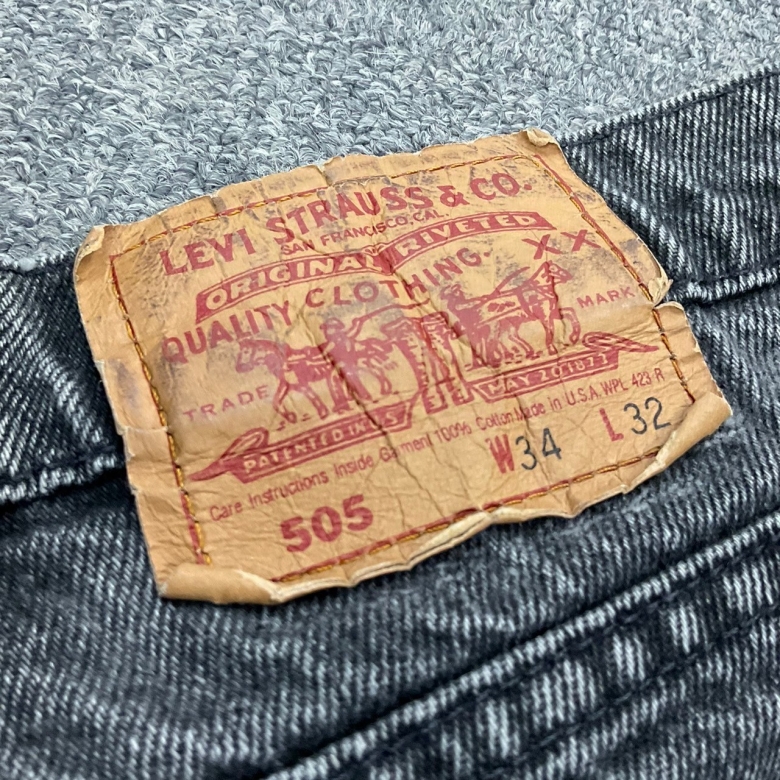 LEVI STRAUSS & CO.
SAN FRANCISCO, CAL.
ORIGINAL RIVETED
QUALITY CLOTHING. XX
TRADE MARK
PATENTED IN U.S. MAY 20 1873
Care Instructions Inside Garment 100% Cotton Made in U.S.A. WPL 423 R
505 W34 L32